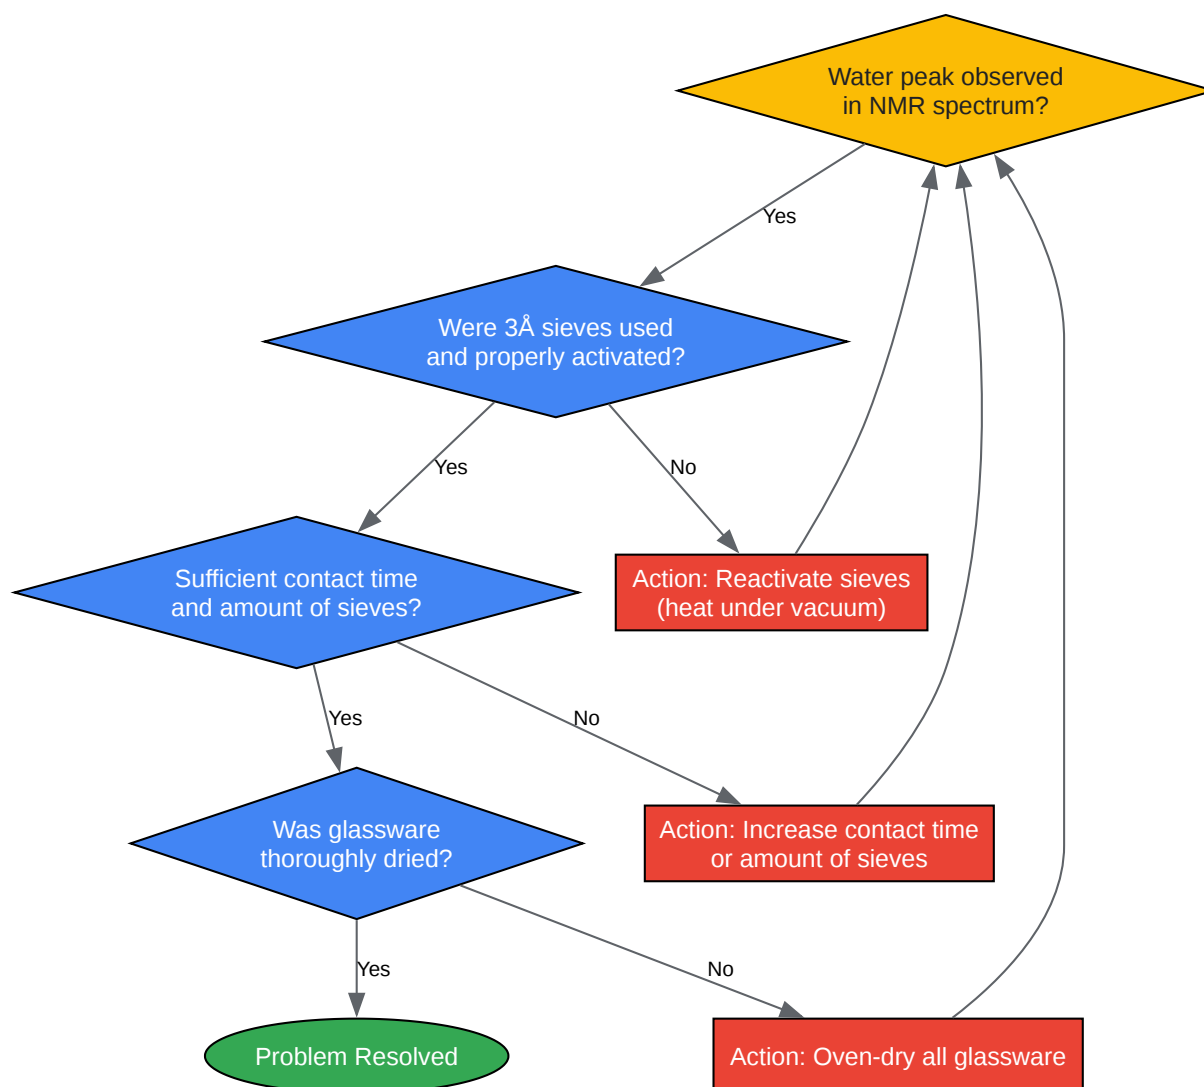 Water peak observed
in NMR spectrum?
Yes
Were 3Å sieves used
and properly activated?
Yes
No
Sufficient contact time
and amount of sieves?
Action: Reactivate sieves
(heat under vacuum)
Yes
No
Was glassware
thoroughly dried?
Action: Increase contact time
or amount of sieves
Yes
No
Problem Resolved
Action: Oven-dry all glassware